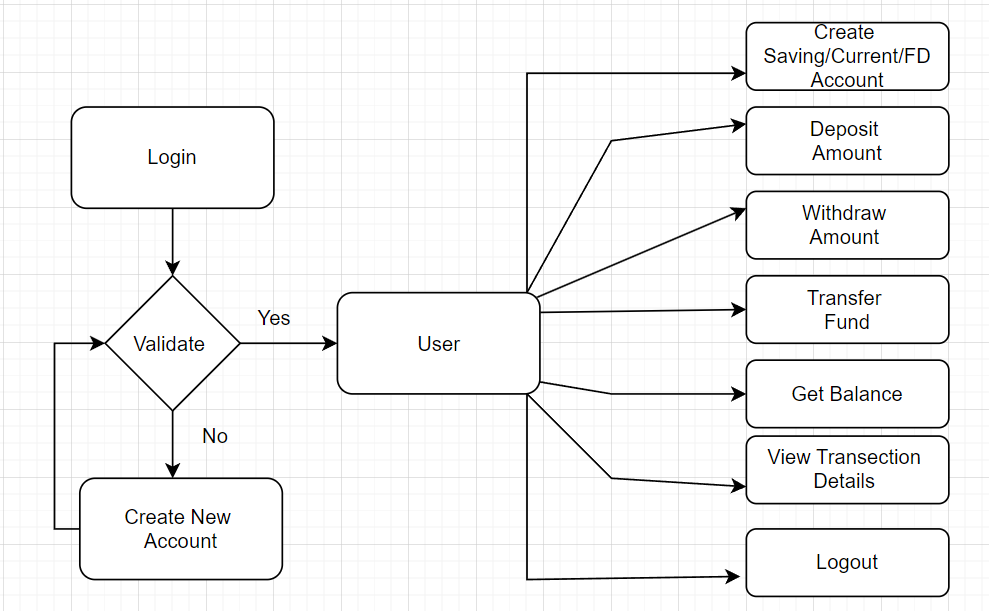 Login
Validate
Yes
No
Create New
Account
User
Create
Saving/Current/FD
Account
Deposit
Amount
Withdraw
Amount
Transfer
Fund
Get Balance
View Transection
Details
Logout